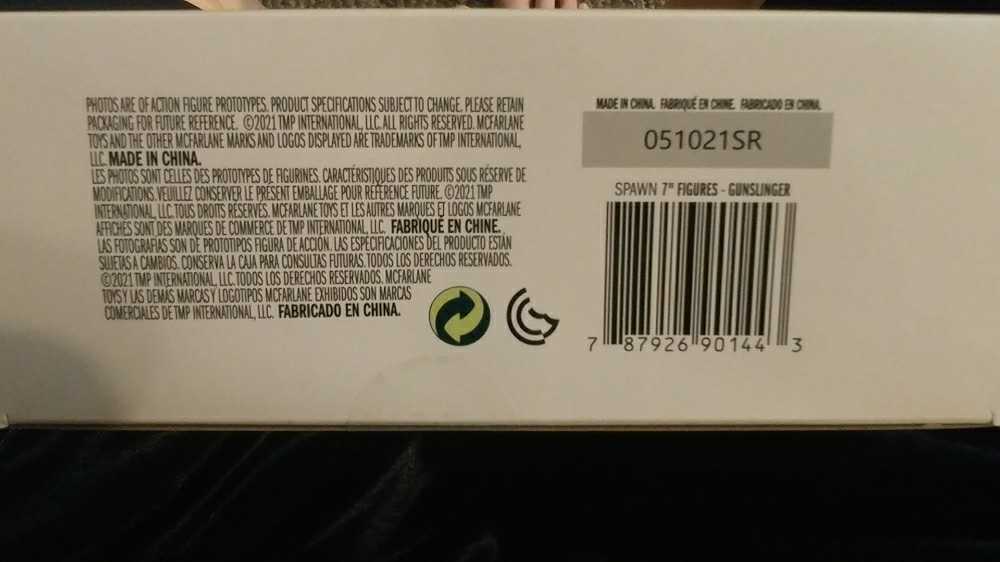 PHOTOS ARE OF ACTION FIGURE PROTOTYPES. PRODUCT SPECIFICATIONS SUBJECT TO CHANGE. PLEASE RETAIN
PACKAGING FOR FUTURE REFERENCE. ©2021 TMP INTERNATIONAL, LLC. ALL RIGHTS RESERVED. MCFARLANE
TOYS AND THE OTHER MCFARLANE MARKS AND LOGOS DISPLAYED ARE TRADEMARKS OF TMP INTERNATIONAL,
LLC. MADE IN CHINA.
LES PHOTOS SONT CELLES DES PROTOTYPES DE FIGURINES. CARACTÉRISTIQUES DES PRODUITS SOUS RÉSERVE DE
MODIFICATIONS. VEUILLEZ CONSERVER LE PRÉSENT EMBALLAGE POUR RÉFÉRENCE FUTURE. ©2021 TMP
INTERNATIONAL, LLC. TOUS DROITS RÉSERVÉS. MCFARLANE TOYS ET LES AUTRES MARQUES ET LOGOS MCFARLANE
AFFICHÉS SONT DES MARQUES DE COMMERCE DE TMP INTERNATIONAL, LLC. FABRIQUÉ EN CHINE.
LAS FOTOGRAFÍAS SON DE PROTOTIPOS FIGURA DE ACCIÓN. LAS ESPECIFICACIONES DEL PRODUCTO ESTÁN
SUJETAS A CAMBIOS. CONSERVA LA CAJA PARA CONSULTAS FUTURAS. TODOS LOS DERECHOS RESERVADOS.
©2021 TMP INTERNATIONAL, LLC. TODOS LOS DERECHOS RESERVADOS. MCFARLANE
TOYS Y LAS DEMÁS MARCAS Y LOGOTIPOS MCFARLANE EXHIBIDOS SON MARCAS
COMERCIALES DE TMP INTERNATIONAL, LLC. FABRICADO EN CHINA.
MADE IN CHINA. FABRIQUÉ EN CHINE. FABRICADO EN CHINA.
051021SR
SPAWN 7" FIGURES - GUNSLINGER
7 87926 90144 3